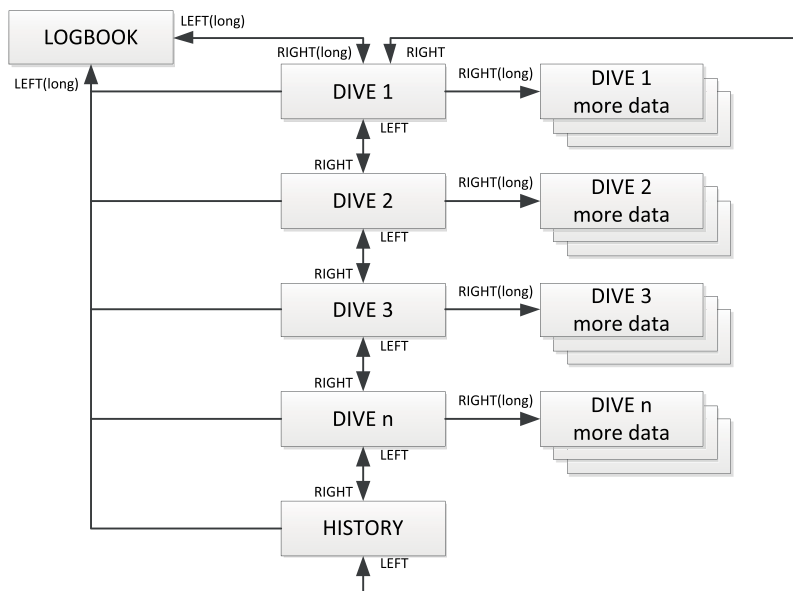 LOGBOOK
LEFT(long)
RIGHT(long)
RIGHT
LEFT(long)
DIVE 1
RIGHT(long)
DIVE 1
more data
LEFT
RIGHT
DIVE 2
RIGHT(long)
DIVE 2
more data
LEFT
RIGHT
DIVE 3
RIGHT(long)
DIVE 3
more data
LEFT
RIGHT
DIVE n
RIGHT(long)
DIVE n
more data
LEFT
RIGHT
HISTORY
LEFT